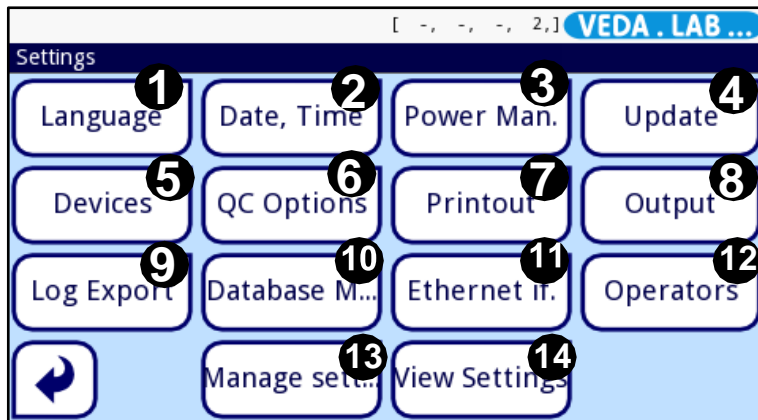 [ -, -, -, 2,] VEDA . LAB ...
Settings
1 2 3 4
Language Date, Time Power Man. Update
5 6 7 8
Devices QC Options Printout Output
9 10 11 12
Log Export Database M... Ethernet if. Operators
13 14
Manage sett... View Settings